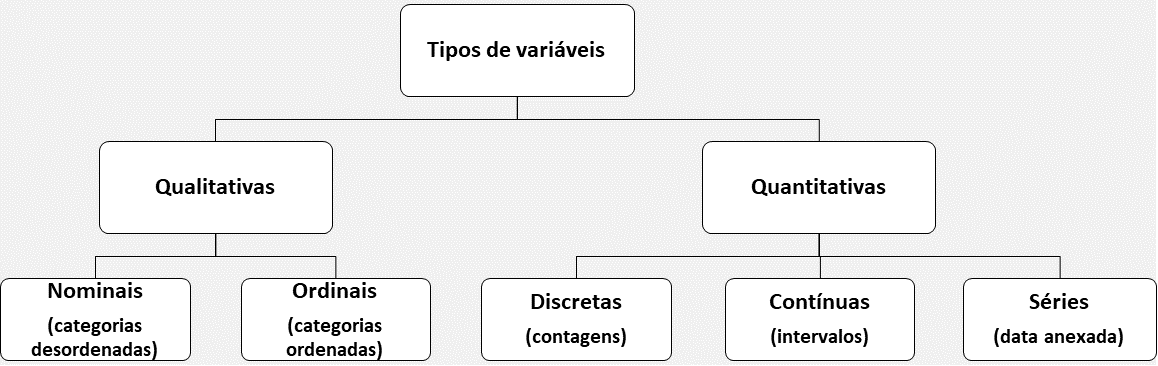 Tipos de variáveis
Qualitativas
Quantitativas
Nominais
(categorias
desordenadas)
Ordinais
(categorias
ordenadas)
Discretas
(contagens)
Contínuas
(intervalos)
Séries
(data anexada)